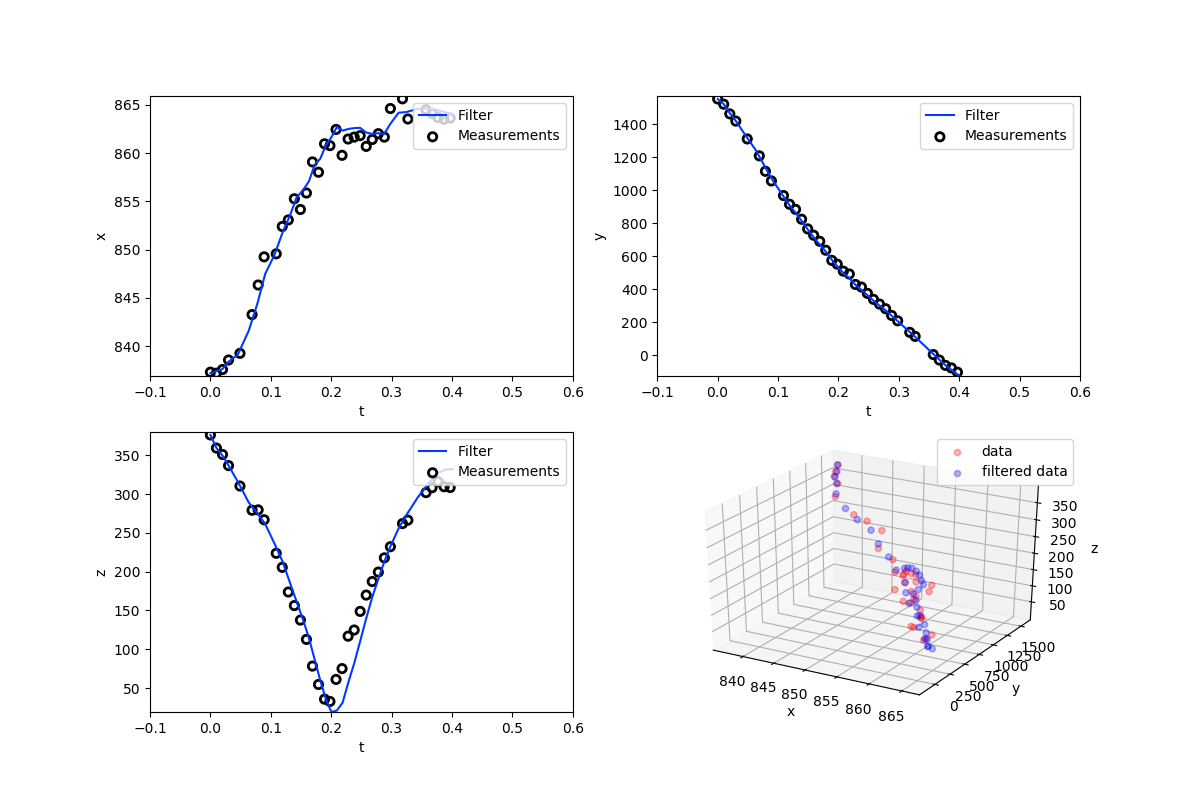 Filter
Measurements
865
860
855
850
845
840
x
−0.1 0.0 0.1 0.2 0.3 0.4 0.5 0.6
t
Filter
Measurements
1400
1200
1000
800
600
400
200
0
y
−0.1 0.0 0.1 0.2 0.3 0.4 0.5 0.6
t
Filter
Measurements
350
300
250
200
150
100
50
z
−0.1 0.0 0.1 0.2 0.3 0.4 0.5 0.6
t
data
filtered data
350
300
250
200
150
100
50
z
1500
1250
1000
750
500
250
0
y
840 845 850 855 860 865
x